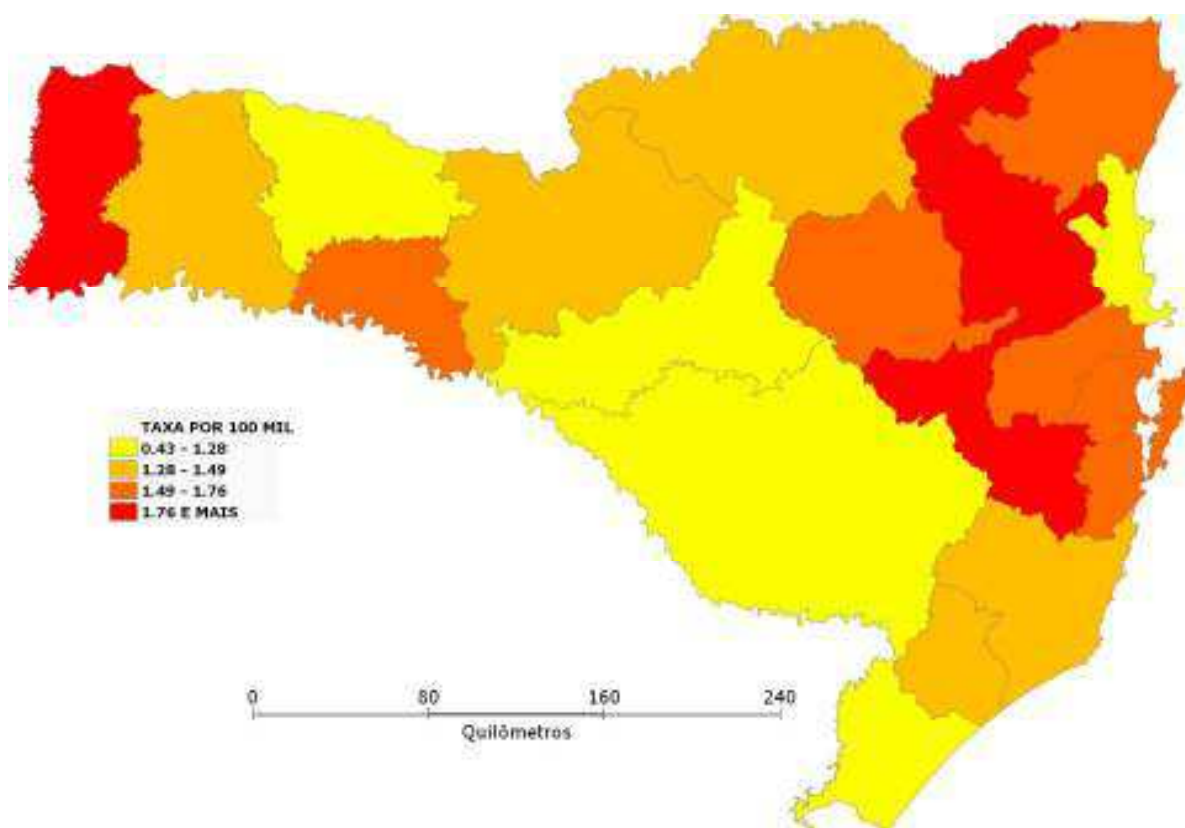 TAXA POR 100 MIL
0.43 - 1.28
1.28 - 1.49
1.49 - 1.76
1.76 E MAIS
0 80 160 240
Quilômetros